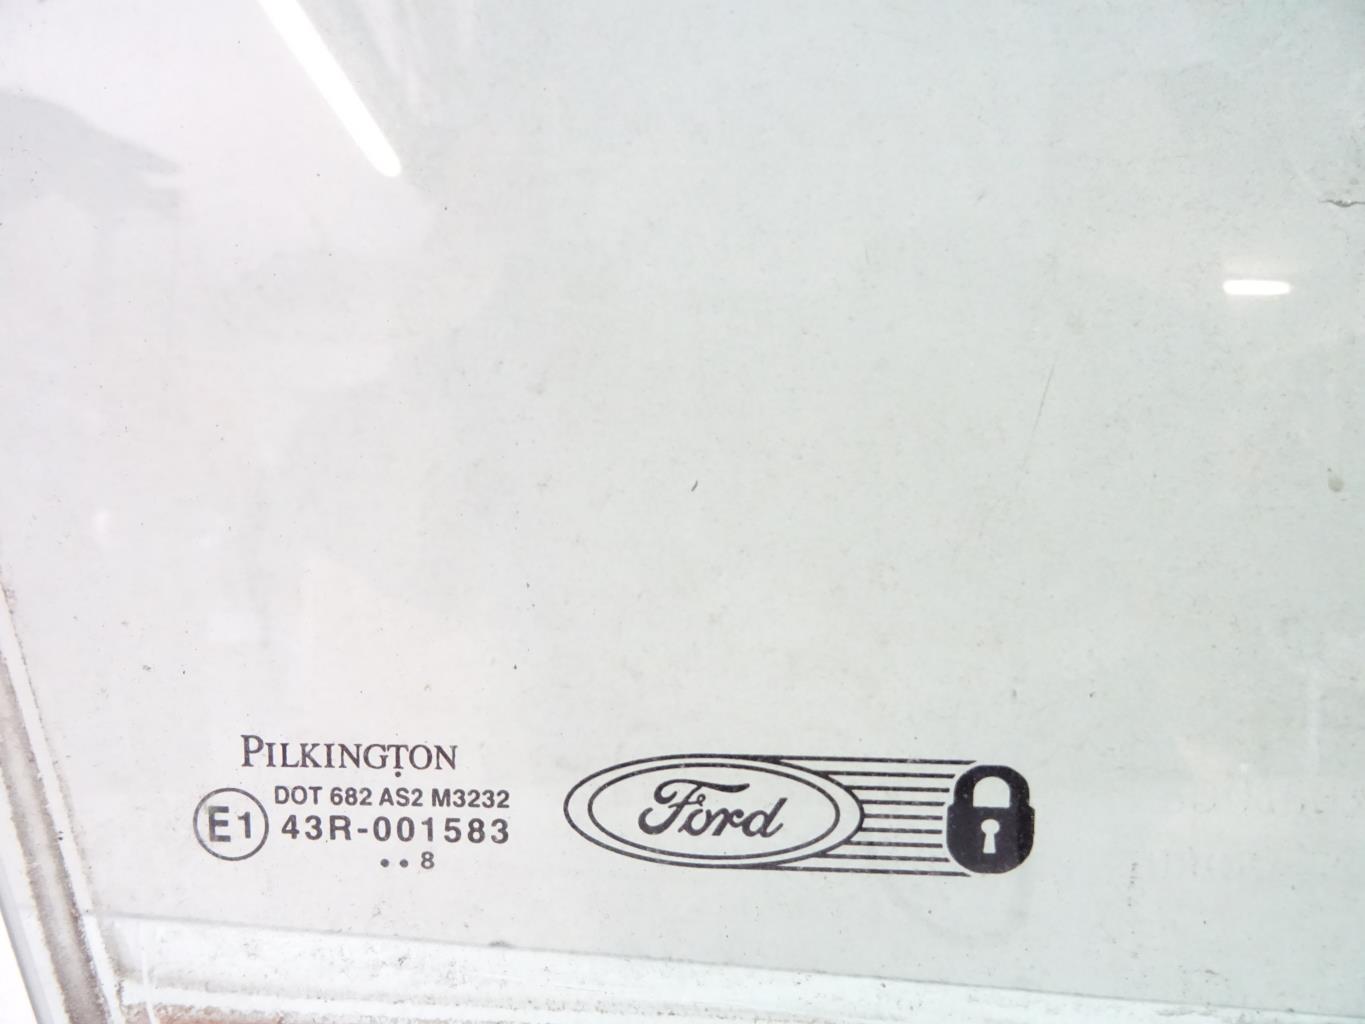 PILKINGTON
DOT 682 AS2 M3232
E1 43R-001583
..8
Ford